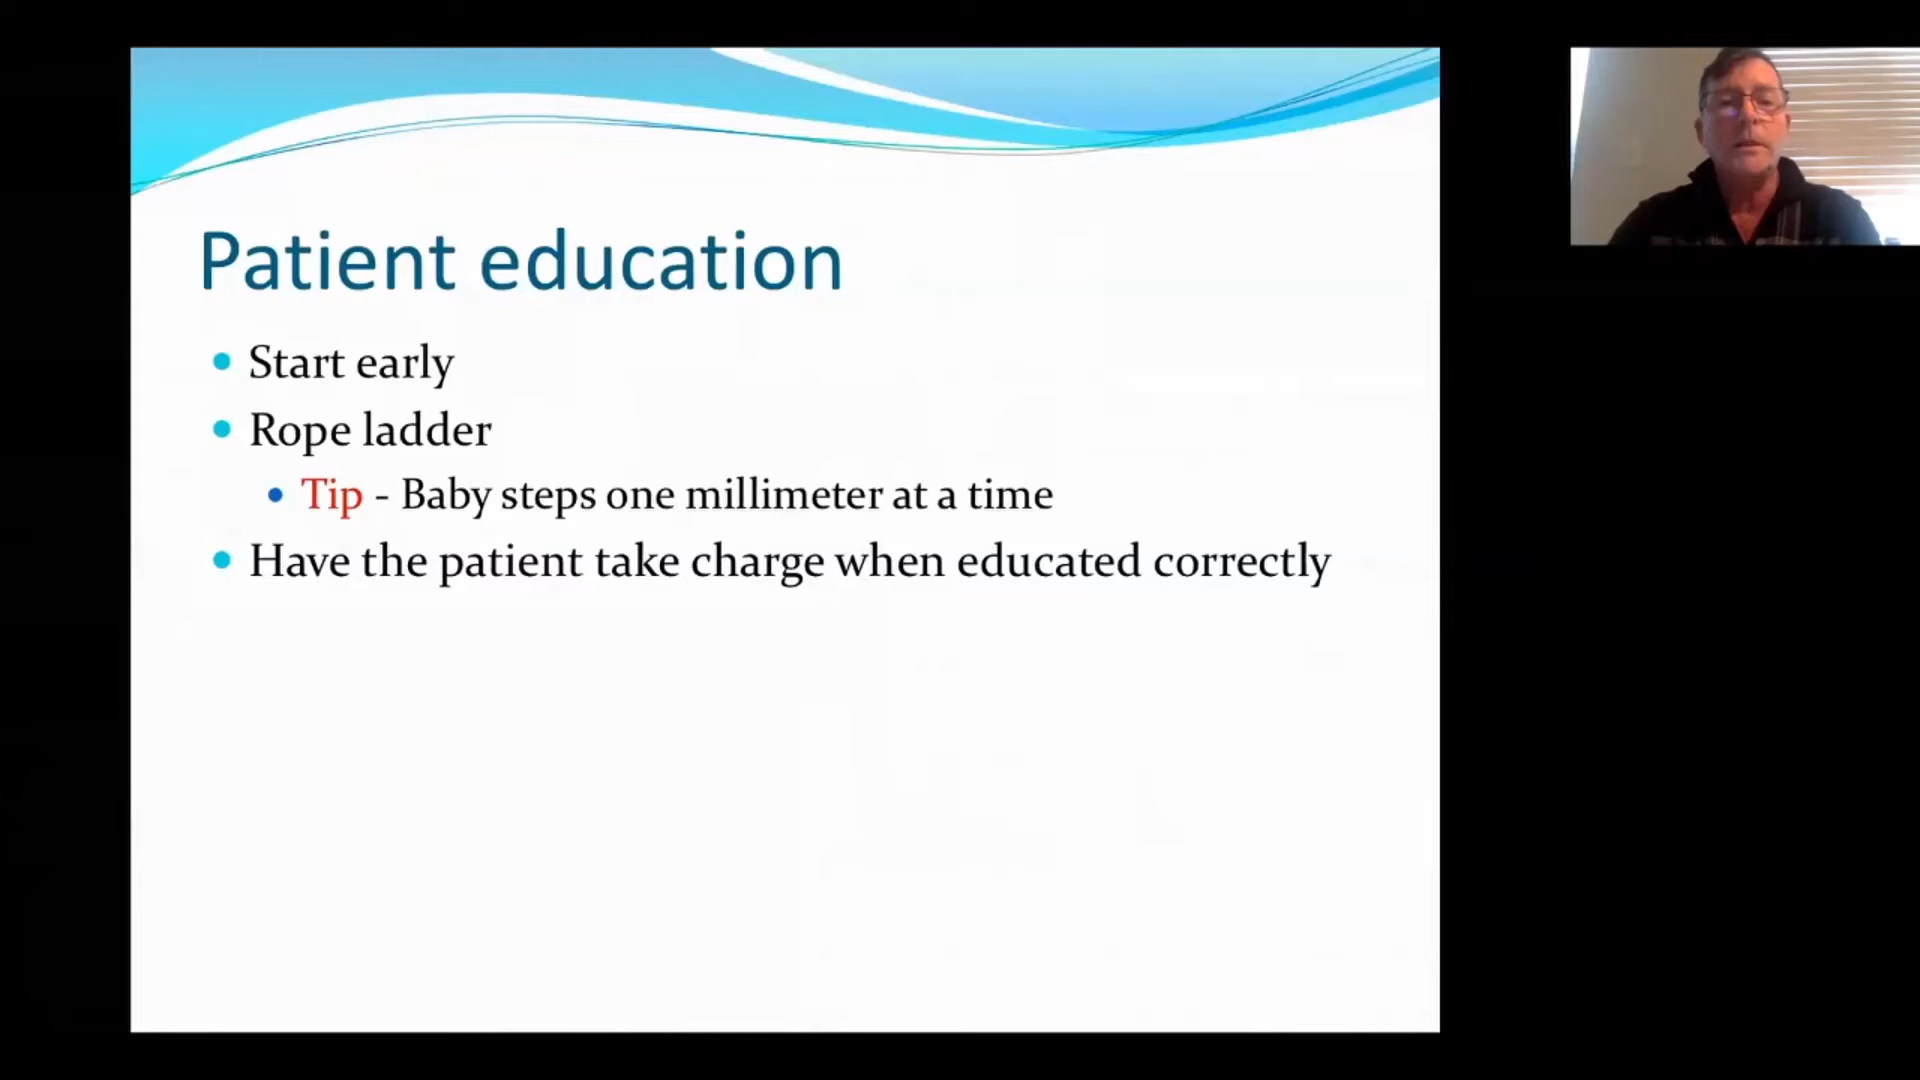 Patient education
Start early
Rope ladder
Tip - Baby steps one millimeter at a time
Have the patient take charge when educated correctly